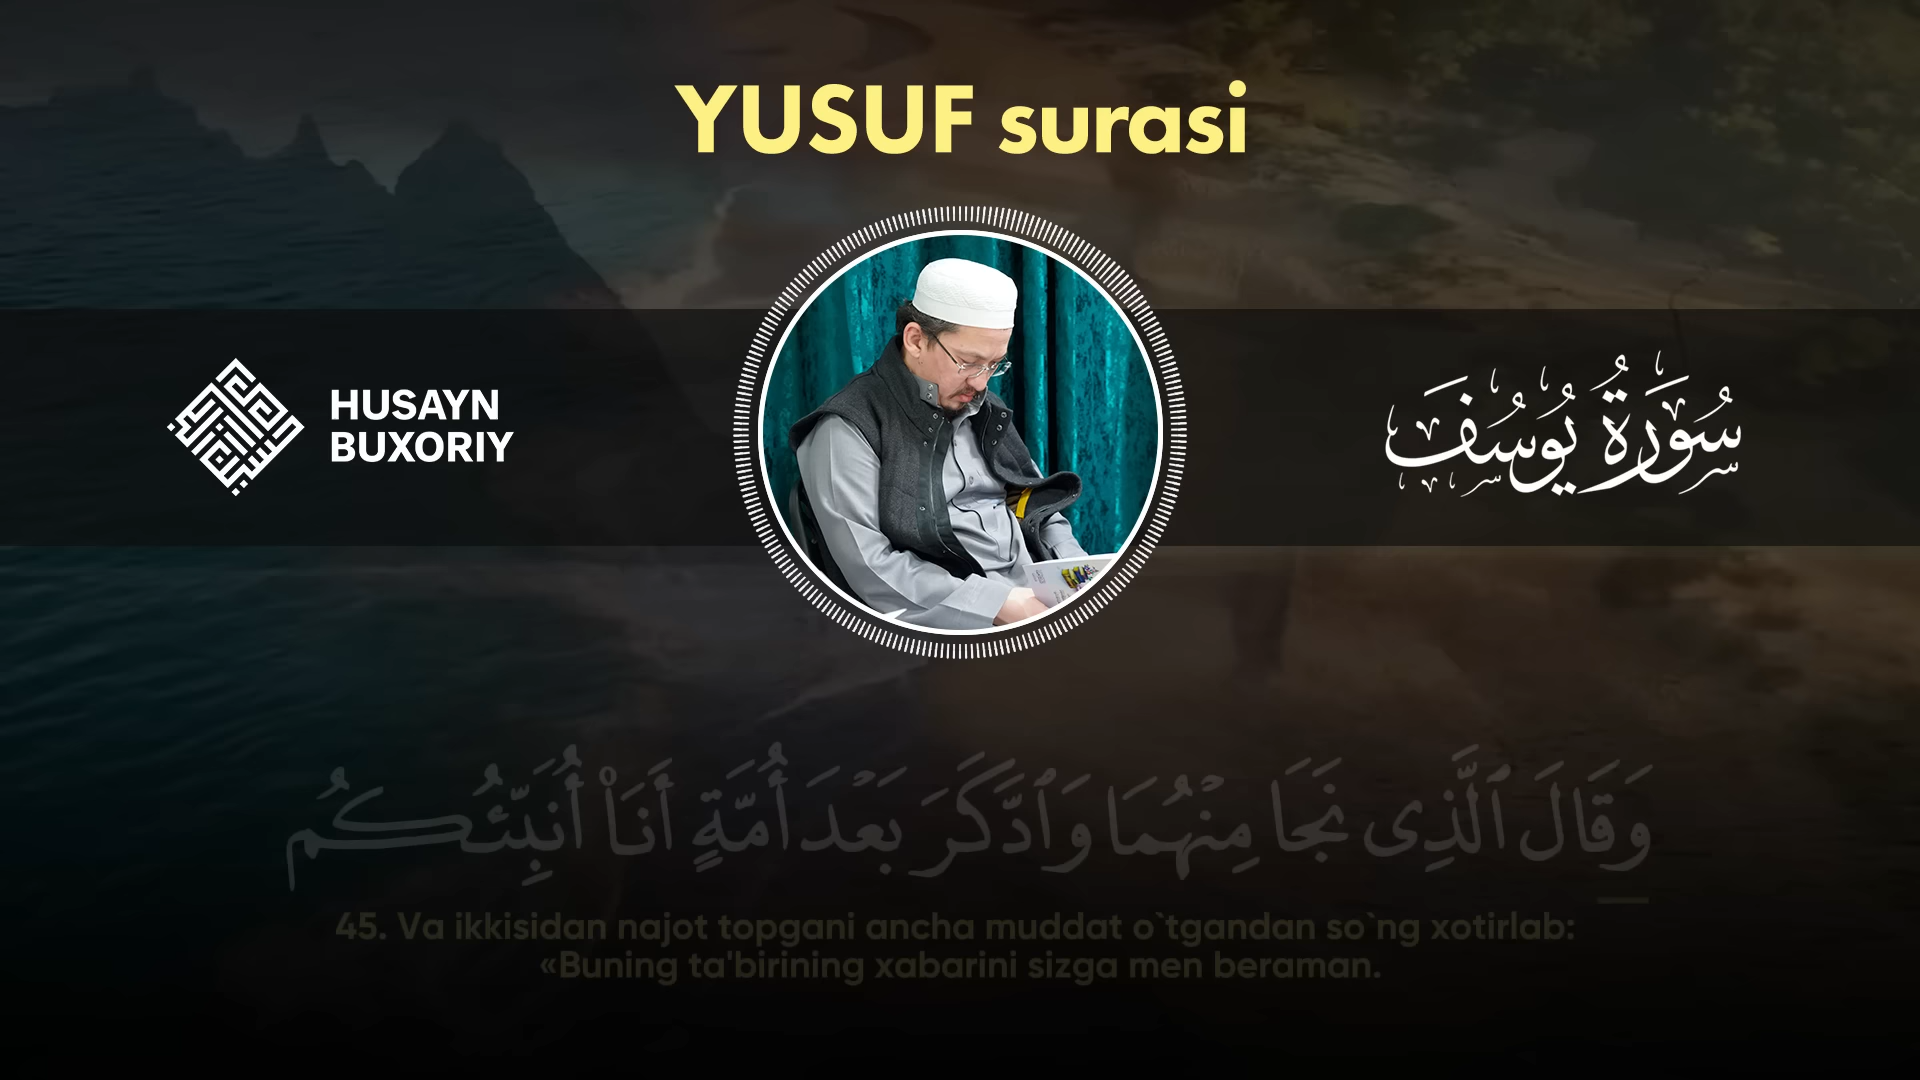 YUSUF surasi
HUSAYN
BUXORIY
سُورَةُ يُوسُفَ
وَقَالَ ٱلَّذِى نَجَا مِنْهُمَا وَٱدَّكَرَ بَعْدَ أُمَّةٍ أَنَا۠ أُنَبِّئُكُم
45. Va ikkisidan najot topgani ancha muddat o`tgandan so`ng xotirlab:
«Buning ta'birining xabarini sizga men beraman.